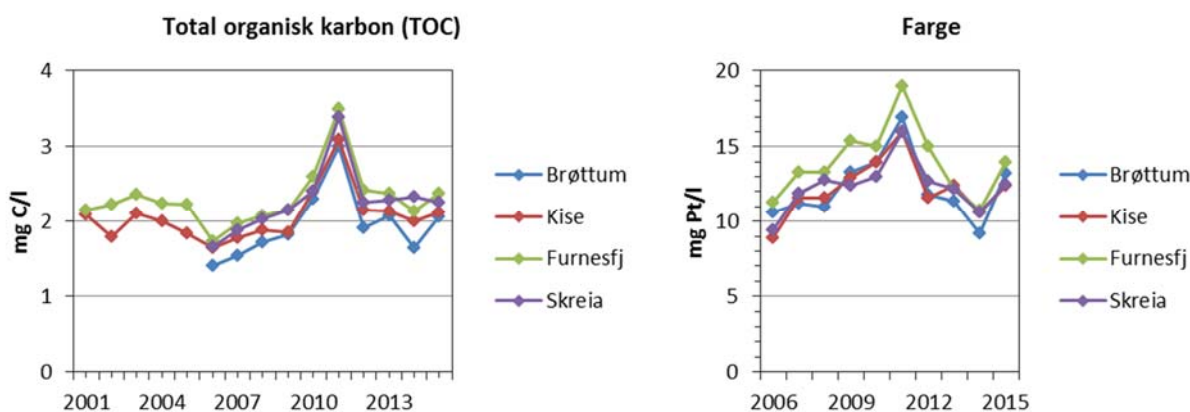 Total organisk karbon (TOC)
mg C/l
4
3
2
1
0
2001 2004 2007 2010 2013
Brøttum
Kise
Furnesfj
Skreia
Farge
mg Pt/l
20
15
10
5
0
2006 2009 2012 2015
Brøttum
Kise
Furnesfj
Skreia